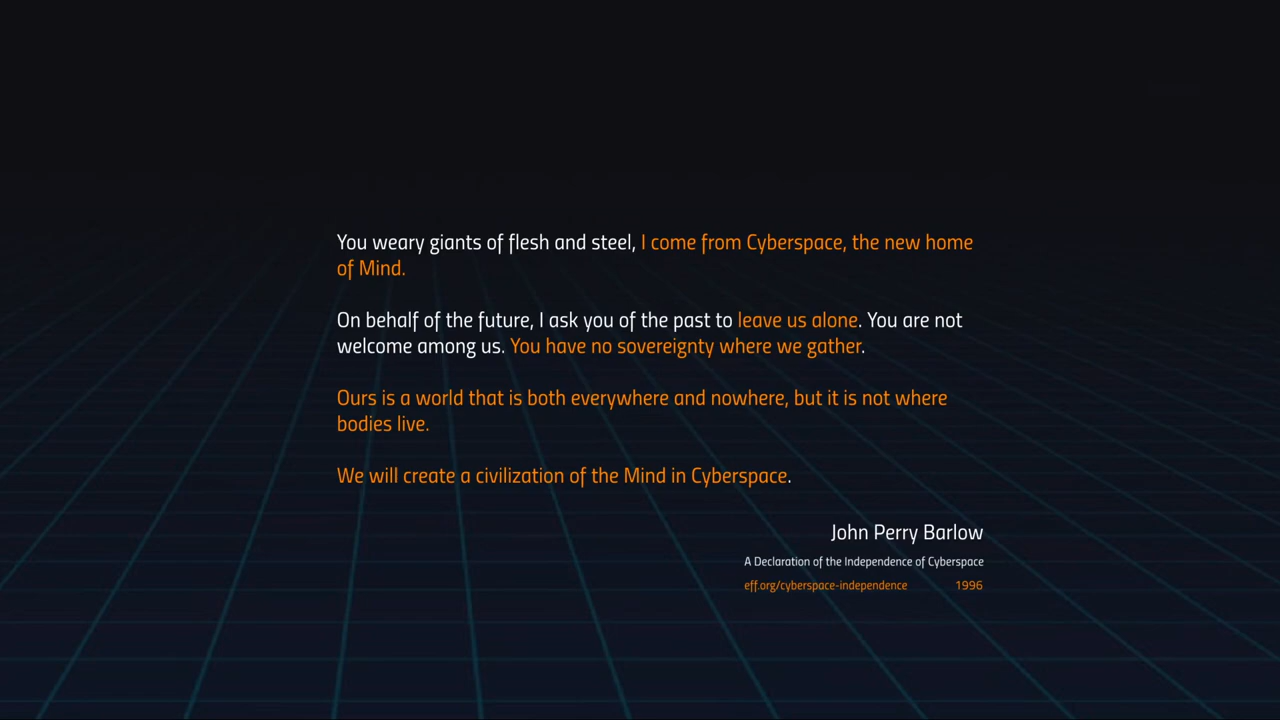 You weary giants of flesh and steel, I come from Cyberspace, the new home
of Mind.
On behalf of the future, I ask you of the past to leave us alone. You are not
welcome among us. You have no sovereignty where we gather.
Ours is a world that is both everywhere and nowhere, but it is not where
bodies live.
We will create a civilization of the Mind in Cyberspace.
John Perry Barlow
A Declaration of the Independence of Cyberspace
eff.org/cyberspace-independence 1996